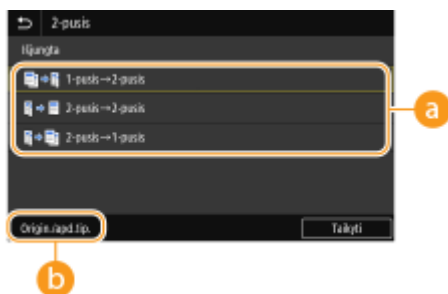 2-pusis
Išjungta
1-pusis→2-pusis
2-pusis→2-pusis
2-pusis→1-pusis
Origin./apd.tip.
Taikyti
a
b